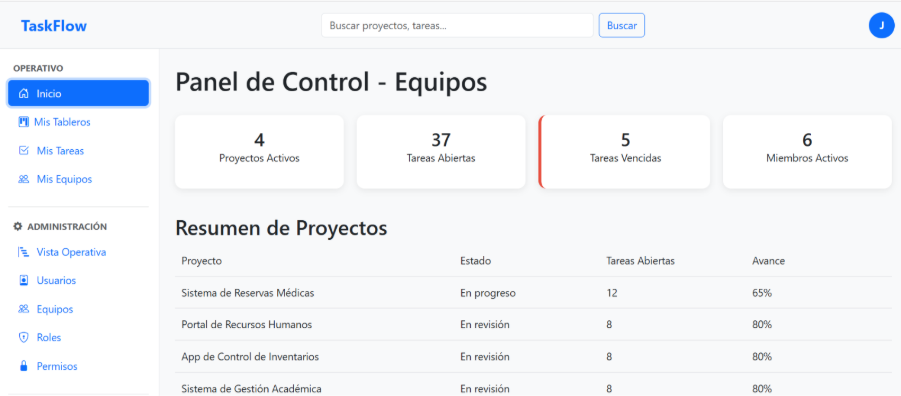 TaskFlow
Buscar proyectos, tareas...
Buscar
J
OPERATIVO
Inicio
Mis Tableros
Mis Tareas
Mis Equipos
ADMINISTRACIÓN
Vista Operativa
Usuarios
Equipos
Roles
Permisos
Panel de Control - Equipos
4
Proyectos Activos
37
Tareas Abiertas
5
Tareas Vencidas
6
Miembros Activos
Resumen de Proyectos
Proyecto Estado Tareas Abiertas Avance
Sistema de Reservas Médicas En progreso 12 65%
Portal de Recursos Humanos En revisión 8 80%
App de Control de Inventarios En revisión 8 80%
Sistema de Gestión Académica En revisión 8 80%